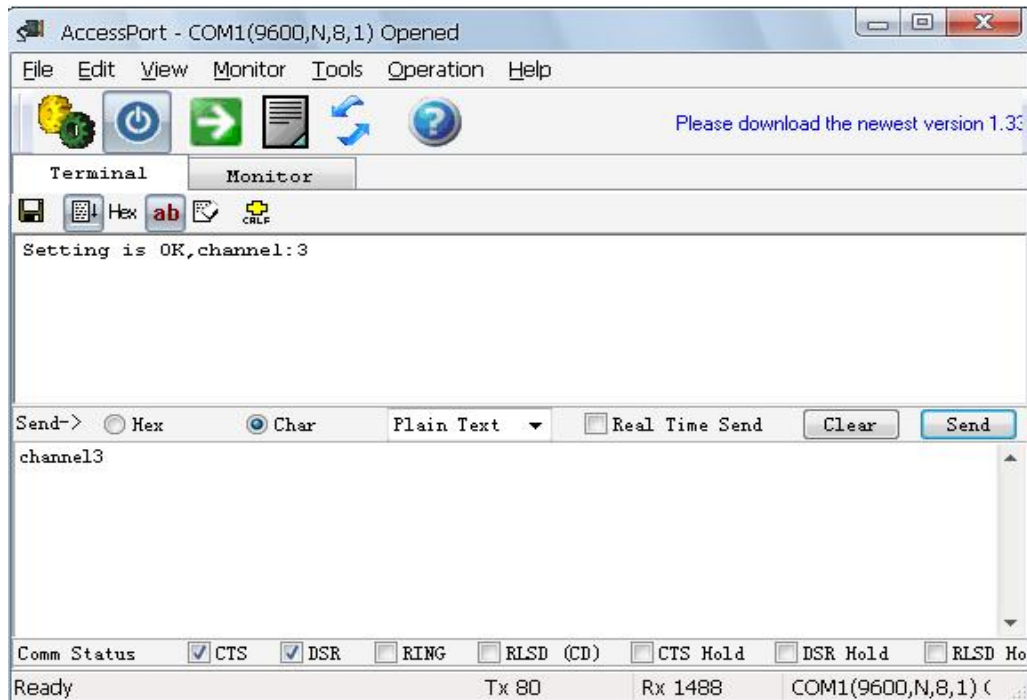 AccessPort - COM1(9600,N,8,1) Opened
File Edit View Monitor Tools Operation Help
Please download the newest version 1.33
Terminal Monitor
Hex ab CRLF
Setting is OK,channel:3
Send-> Hex Char Plain Text Real Time Send Clear Send
channel3
Comm Status CTS DSR RING RLSD (CD) CTS Hold DSR Hold RLSD Ho
Ready Tx 80 Rx 1488 COM1(9600,N,8,1) (